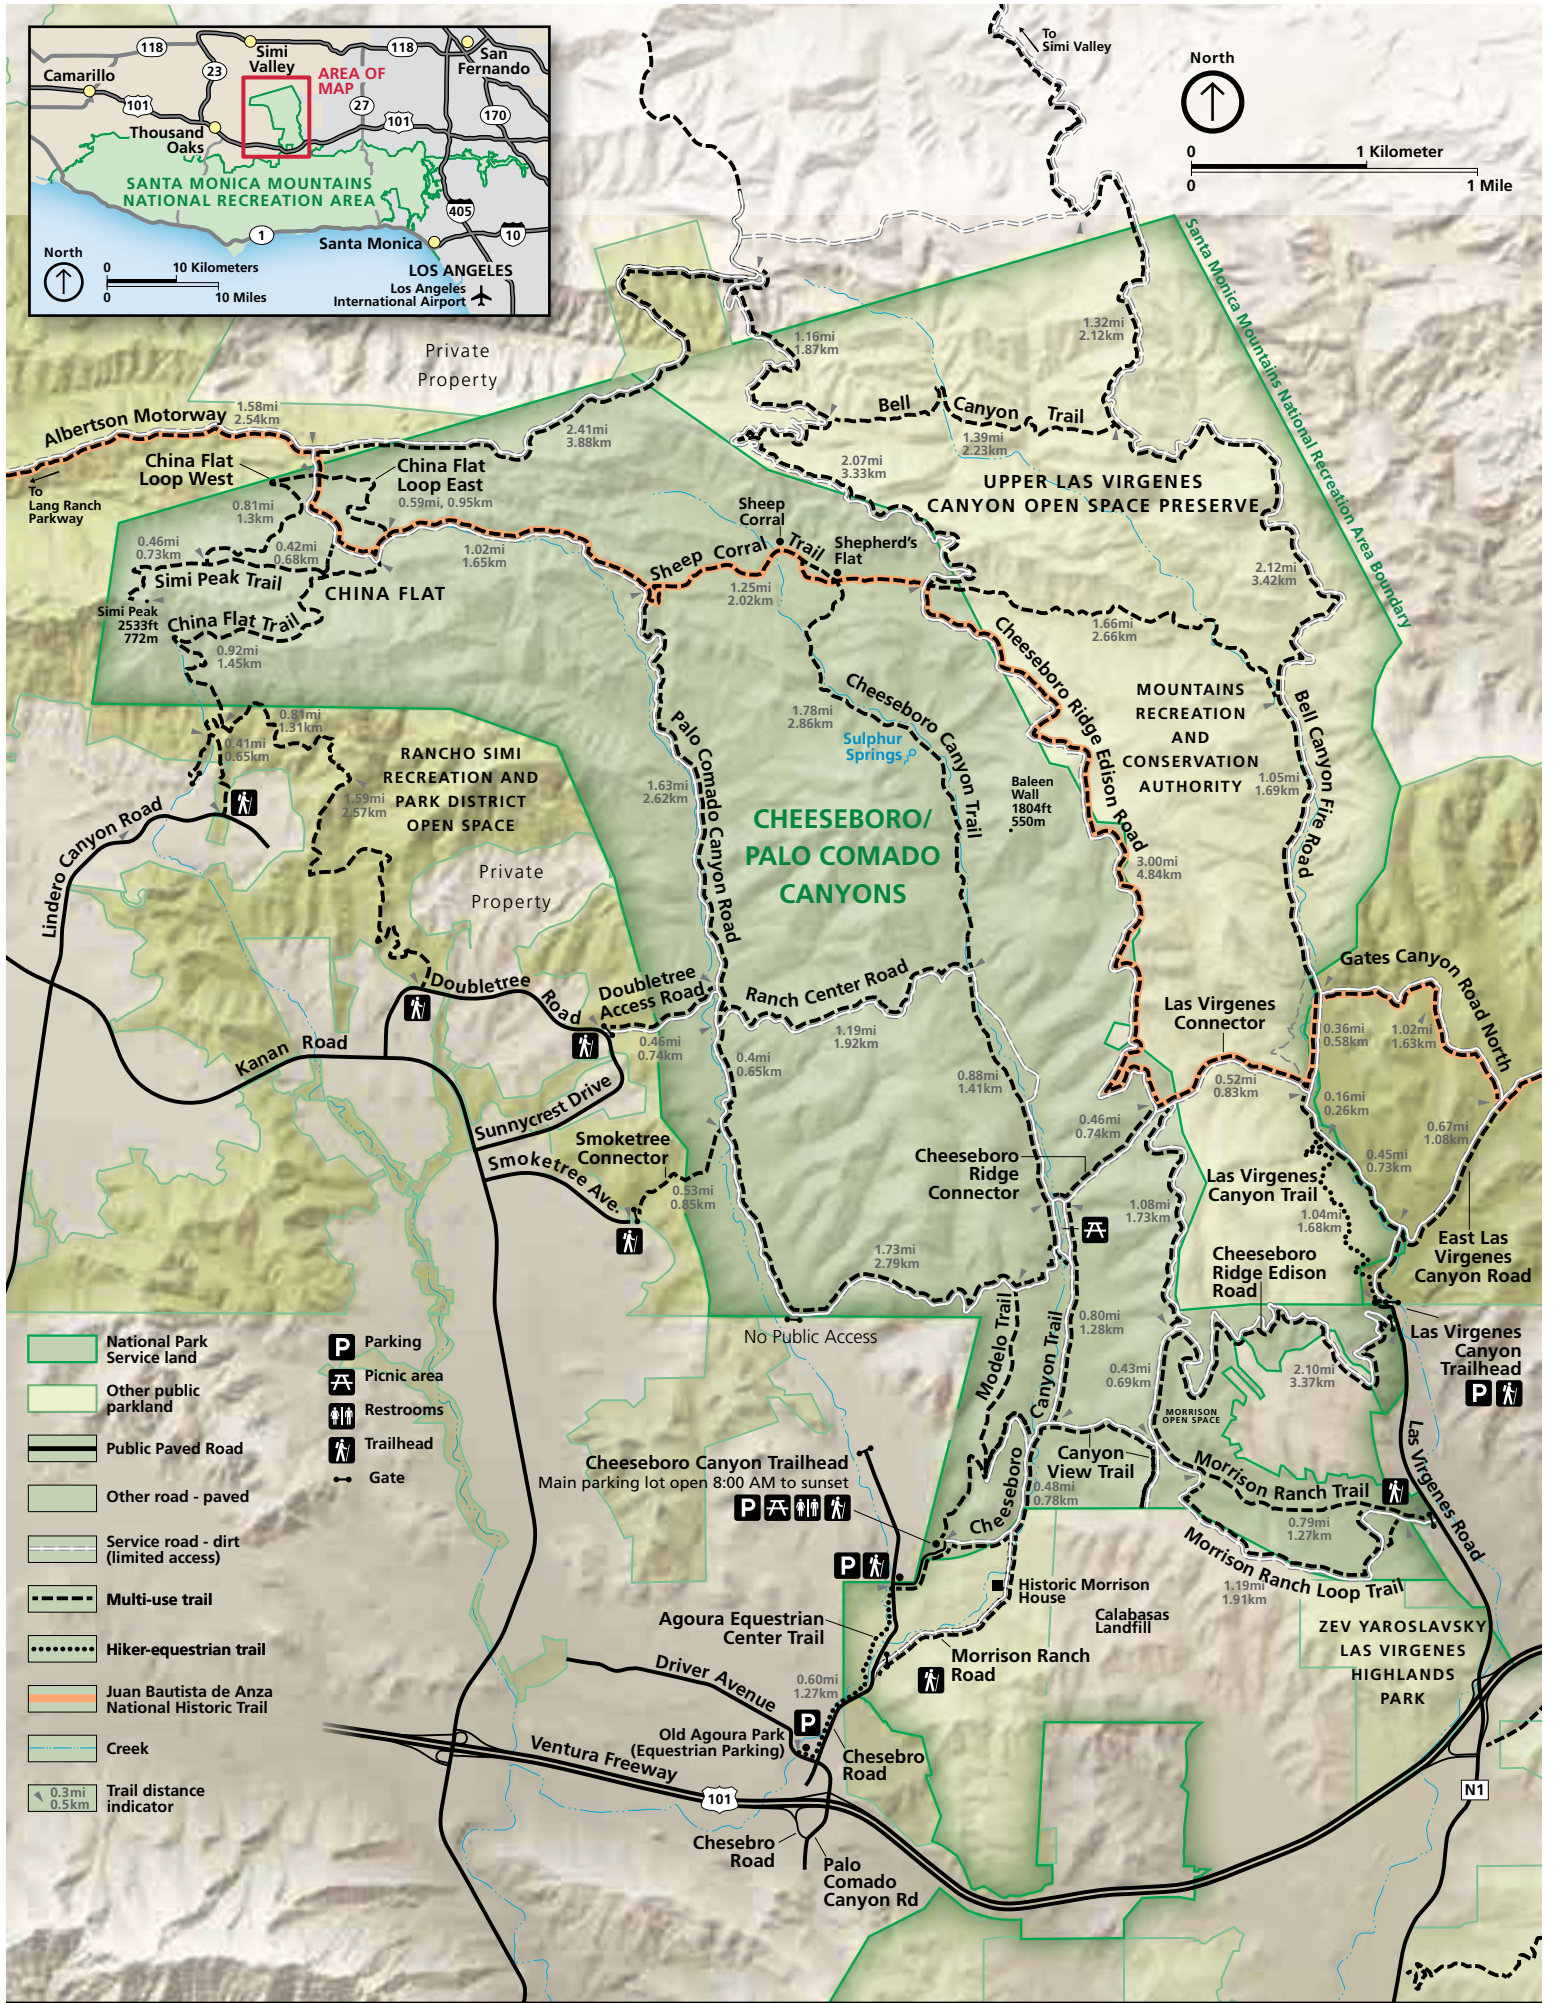 118
Simi
Valley
118
San
Fernando
Camarillo
23
AREA OF
MAP
27
101
Thousand
Oaks
101
170
SANTA MONICA MOUNTAINS
NATIONAL RECREATION AREA
405
1
10
Santa Monica
North
0
10 Kilometers
0
10 Miles
LOS ANGELES
Los Angeles
International Airport
To
Simi Valley
North
0
1 Kilometer
0
1 Mile
Santa Monica Mountains National Recreation Area Boundary
Private
Property
1.16mi
1.87km
1.32mi
2.12km
Albertson Motorway
1.58mi
2.54km
2.41mi
3.88km
Bell Canyon Trail
1.39mi
2.23km
China Flat
Loop West
China Flat
Loop East
0.59mi, 0.95km
2.07mi
3.33km
UPPER LAS VIRGENES
CANYON OPEN SPACE PRESERVE
To
Lang Ranch
Parkway
0.81mi
1.3km
Sheep
Corral
0.46mi
0.73km
0.42mi
0.68km
1.02mi
1.65km
Sheep Corral Trail
Shepherd's
Flat
Simi Peak Trail
CHINA FLAT
1.25mi
2.02km
2.12mi
3.42km
Simi Peak
2533ft
772m
China Flat Trail
0.92mi
1.45km
1.66mi
2.66km
Cheeseboro Ridge Edison Road
Cheeseboro Canyon Trail
MOUNTAINS
RECREATION
AND
CONSERVATION
AUTHORITY
Bell Canyon Fire Road
0.81mi
1.31km
0.41mi
0.65km
1.78mi
2.86km
Sulphur
Springs
Palo Comado Canyon Road
RANCHO SIMI
RECREATION AND
PARK DISTRICT
OPEN SPACE
1.59mi
2.57km
1.63mi
2.62km
Baleen
Wall
1804ft
550m
1.05mi
1.69km
Lindero Canyon Road
CHEESEBORO/
PALO COMADO
CANYONS
3.00mi
4.84km
Private
Property
Doubletree Road
Doubletree
Access Road
Ranch Center Road
Gates Canyon Road North
Las Virgenes
Connector
Kanan Road
0.46mi
0.74km
1.19mi
1.92km
0.36mi
0.58km
1.02mi
1.63km
0.4mi
0.65km
0.88mi
1.41km
0.52mi
0.83km
0.16mi
0.26km
Sunnycrest Drive
0.46mi
0.74km
0.67mi
1.08km
Smoketree
Connector
Smoketree Ave.
0.53mi
0.85km
Cheeseboro
Ridge
Connector
0.45mi
0.73km
Las Virgenes
Canyon Trail
1.08mi
1.73km
1.04mi
1.68km
1.73mi
2.79km
Cheeseboro
Ridge Edison
Road
East Las
Virgenes
Canyon Road
No Public Access
Modelo Trail
0.80mi
1.28km
Las Virgenes
Canyon
Trailhead
P
0.43mi
0.69km
2.10mi
3.37km
MORRISON
OPEN SPACE
National Park
Service land
Other public
parkland
Public Paved Road
Other road - paved
Service road - dirt
(limited access)
Multi-use trail
Hiker-equestrian trail
Juan Bautista de Anza
National Historic Trail
Creek
0.3mi
0.5km
Trail distance
indicator
P
Parking
Picnic area
Restrooms
Trailhead
Gate
Cheeseboro Canyon Trailhead
Main parking lot open 8:00 AM to sunset
P
Cheeseboro Canyon Trail
Canyon
View Trail
0.48mi
0.78km
Morrison Ranch Trail
0.79mi
1.27km
Las Virgenes Road
Morrison Ranch Loop Trail
1.19mi
1.91km
P
Historic Morrison
House
Calabasas
Landfill
Agoura Equestrian
Center Trail
ZEV YAROSLAVSKY
LAS VIRGENES
HIGHLANDS
PARK
Morrison Ranch
Road
Driver Avenue
0.60mi
1.27km
P
Old Agoura Park
(Equestrian Parking)
Chesebro
Road
Ventura Freeway
101
N1
Chesebro
Road
Palo
Comado
Canyon Rd